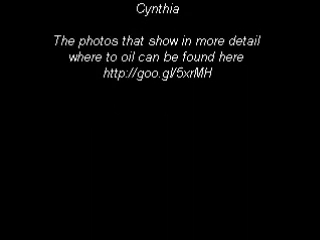 Cynthia
The photos that show in more detail
where to oil can be found here
http://goo.gl/5xrMH